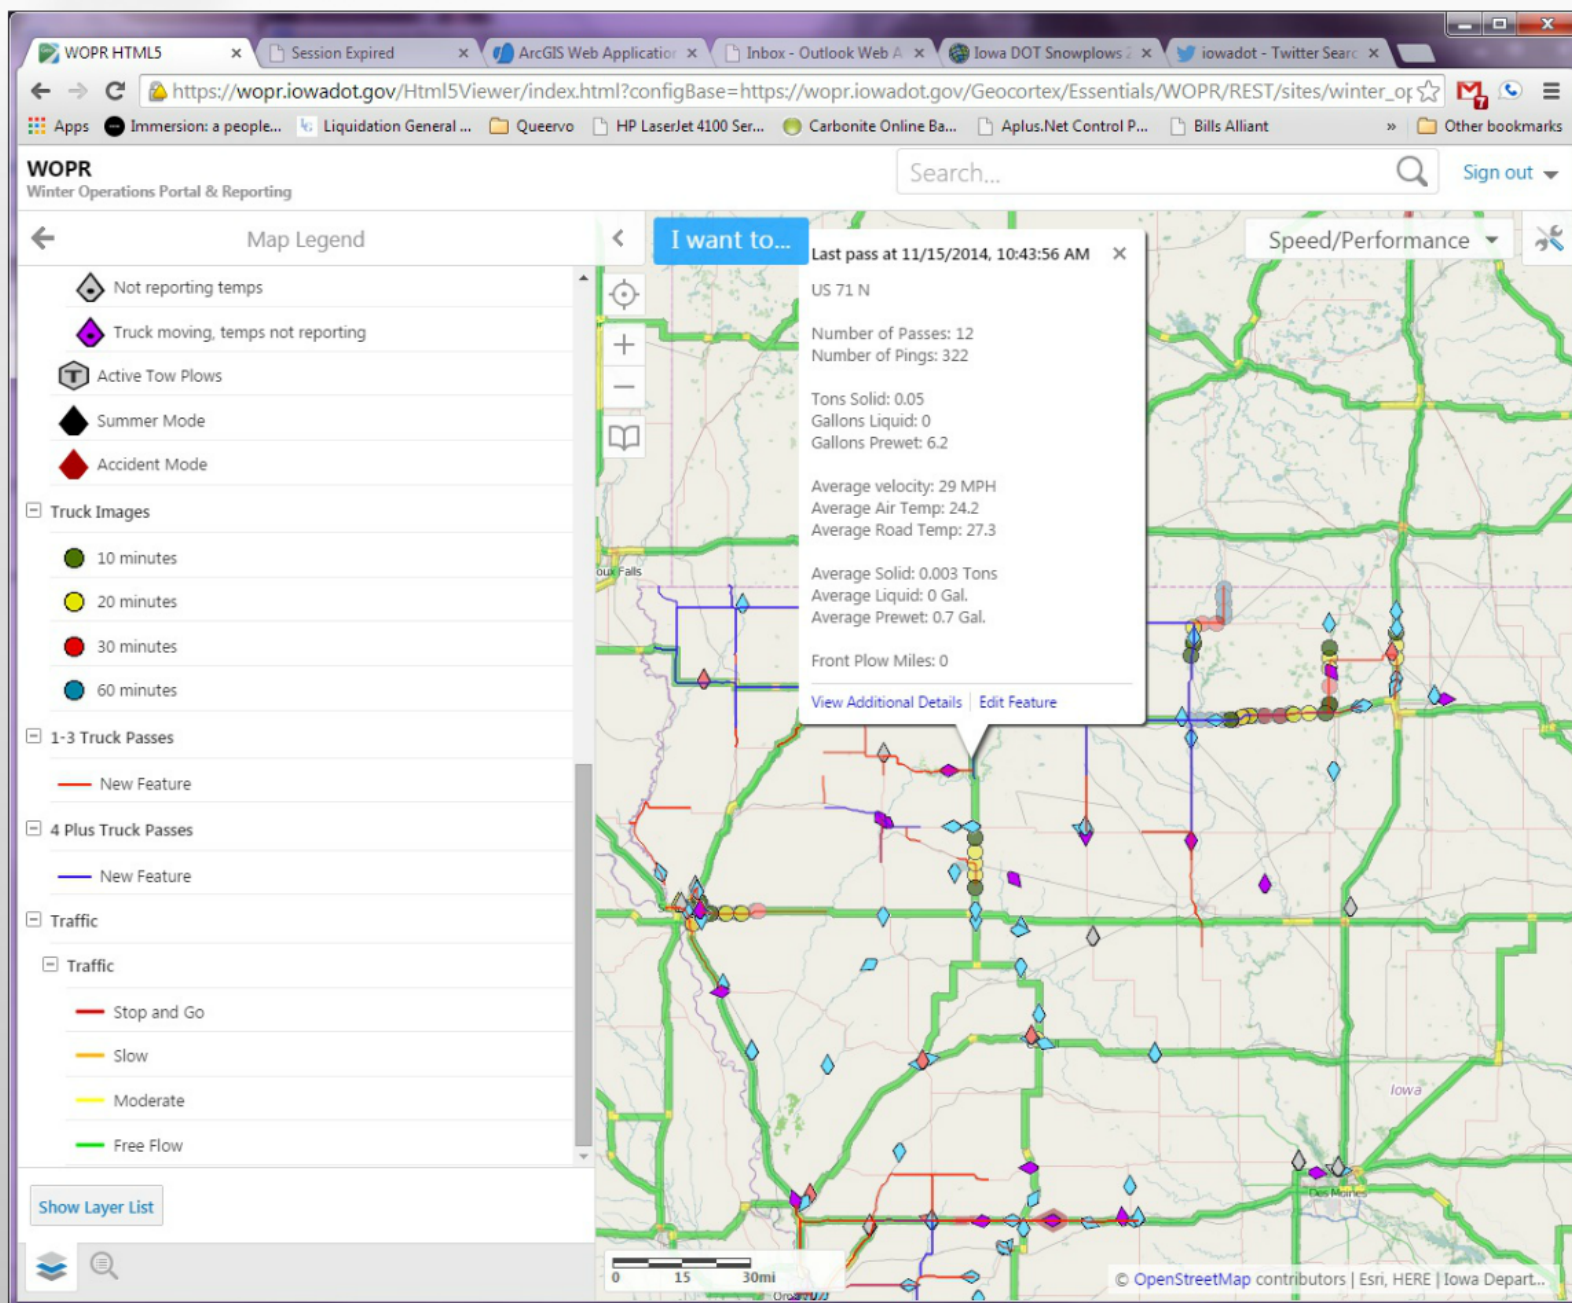 WOPR HTML5
Session Expired
ArcGIS Web Application
Inbox - Outlook Web A
Iowa DOT Snowplows 2
iowadot - Twitter Searc
https://wopr.iowadot.gov/Html5Viewer/index.html?configBase=https://wopr.iowadot.gov/Geocortex/Essentials/WOPR/REST/sites/winter_op
7
Apps
Immersion: a people...
Liquidation General ...
Queervo
HP LaserJet 4100 Ser...
Carbonite Online Ba...
Aplus.Net Control P...
Bills Alliant
»
Other bookmarks
WOPR
Winter Operations Portal & Reporting
Search...
Sign out
Map Legend
I want to...
Speed/Performance
Not reporting temps
Truck moving, temps not reporting
T
Active Tow Plows
Summer Mode
Accident Mode
Truck Images
10 minutes
20 minutes
30 minutes
60 minutes
1-3 Truck Passes
New Feature
4 Plus Truck Passes
New Feature
Traffic
Traffic
Stop and Go
Slow
Moderate
Free Flow
Show Layer List
Last pass at 11/15/2014, 10:43:56 AM
US 71 N
Number of Passes: 12
Number of Pings: 322
Tons Solid: 0.05
Gallons Liquid: 0
Gallons Prewet: 6.2
Average velocity: 29 MPH
Average Air Temp: 24.2
Average Road Temp: 27.3
Average Solid: 0.003 Tons
Average Liquid: 0 Gal.
Average Prewet: 0.7 Gal.
Front Plow Miles: 0
View Additional Details | Edit Feature
oux Falls
Iowa
Des Moines
0 15 30mi
© OpenStreetMap contributors | Esri, HERE | Iowa Depart...